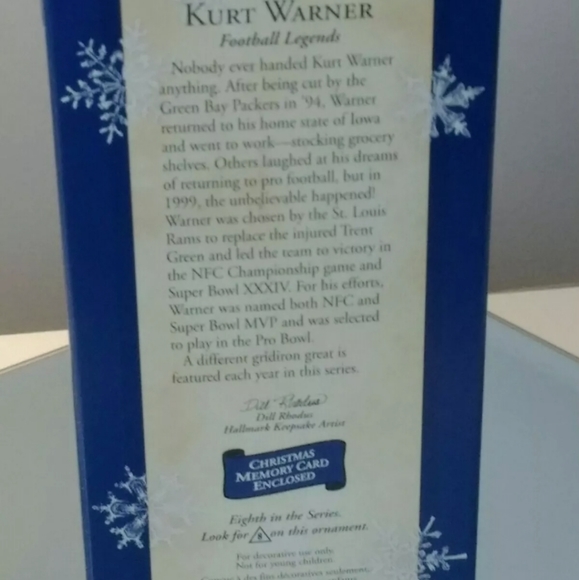 KURT WARNER
Football Legends
Nobody ever handed Kurt Warner
anything. After being cut by the
Green Bay Packers in '94, Warner
returned to his home state of Iowa
and went to work—stocking grocery
shelves. Others laughed at his dreams
of returning to pro football, but in
1999, the unbelievable happened!
Warner was chosen by the St. Louis
Rams to replace the injured Trent
Green and led the team to victory in
the NFC Championship game and
Super Bowl XXXIV. For his efforts,
Warner was named both NFC and
Super Bowl MVP and was selected
to play in the Pro Bowl.
A different gridiron great is
featured each year in this series.
Dill Rhodus
Dill Rhodus
Hallmark Keepsake Artist
CHRISTMAS
MEMORY CARD
ENCLOSED
Eighth in the Series.
Look for 8 on this ornament.
For decorative use only.
Not for young children.